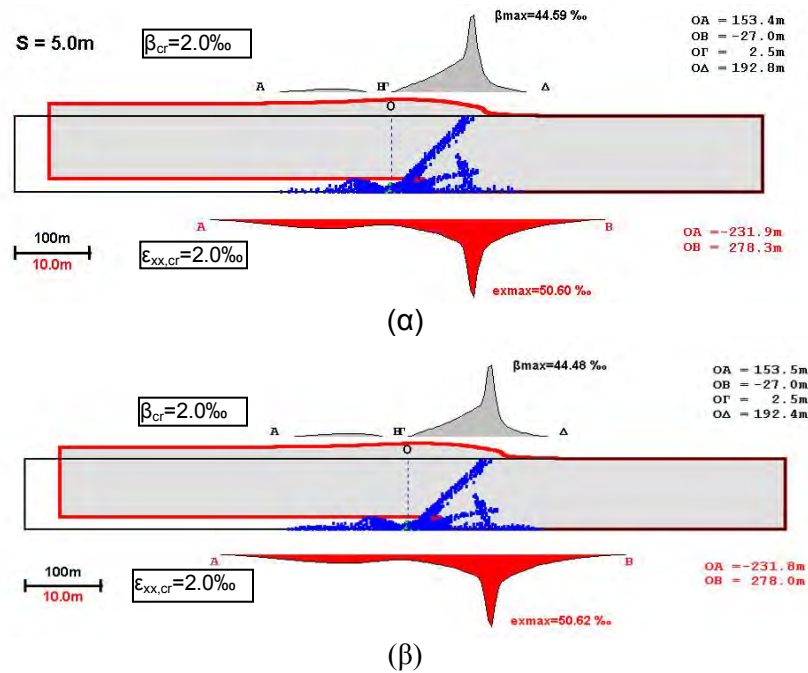 βmax=44.59 ‰
OA = 153.4m
OB = -27.0m
OΓ = 2.5m
OΔ = 192.8m
S = 5.0m
βcr=2.0‰
A
BΓ
Δ
O
A
B
100m
10.0m
εxx,cr=2.0‰
OA =-231.9m
OB = 278.3m
exmax=50.60 ‰
(α)
βmax=44.48 ‰
OA = 153.5m
OB = -27.0m
OΓ = 2.5m
OΔ = 192.4m
βcr=2.0‰
A
BΓ
Δ
O
A
B
100m
10.0m
εxx,cr=2.0‰
OA =-231.8m
OB = 278.0m
exmax=50.62 ‰
(β)